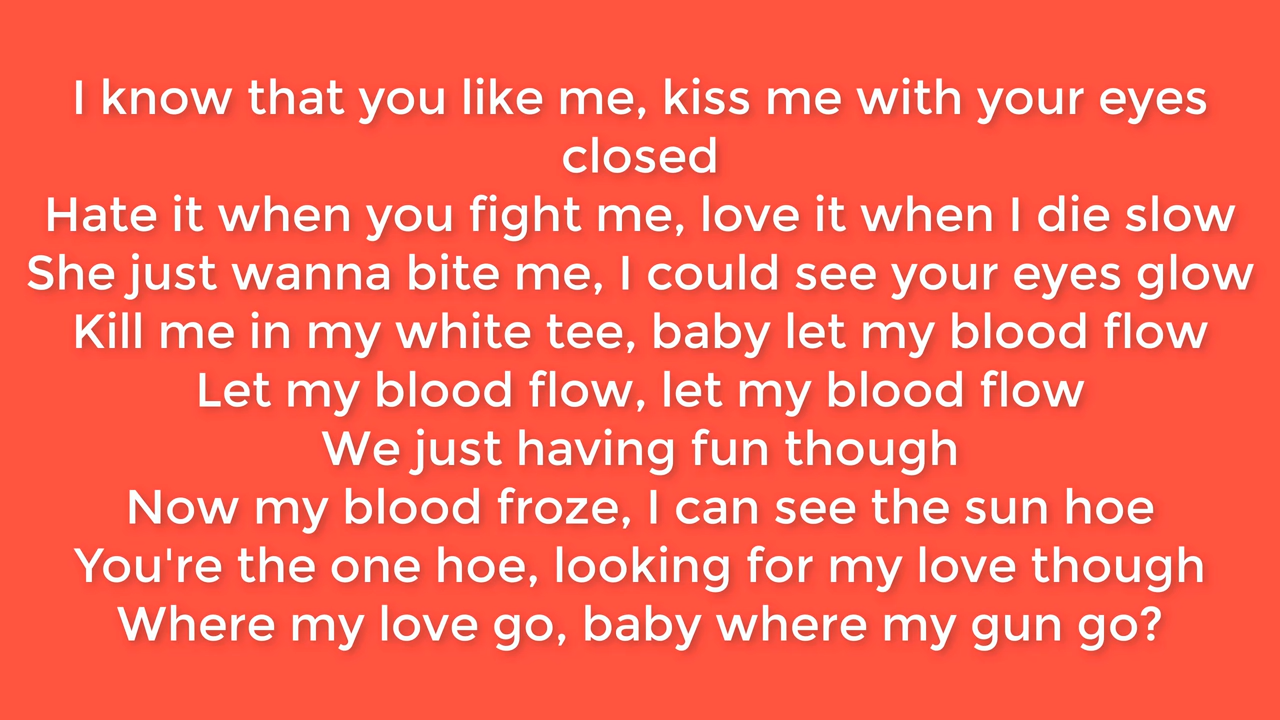 I know that you like me, kiss me with your eyes
closed
Hate it when you fight me, love it when I die slow
She just wanna bite me, I could see your eyes glow
Kill me in my white tee, baby let my blood flow
Let my blood flow, let my blood flow
We just having fun though
Now my blood froze, I can see the sun hoe
You're the one hoe, looking for my love though
Where my love go, baby where my gun go?